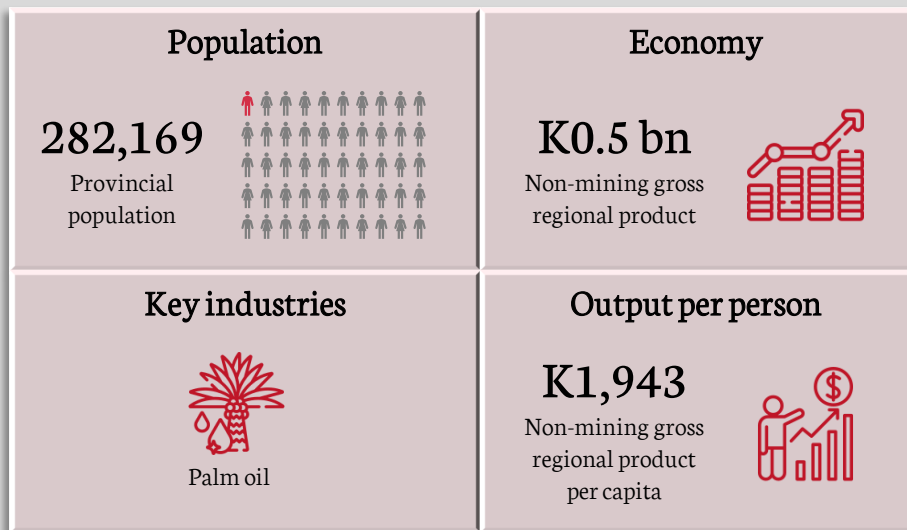 Population
282,169
Provincial
population
Economy
K0.5 bn
Non-mining gross
regional product
Key industries
Palm oil
Output per person
K1,943
$
Non-mining gross
regional product
per capita